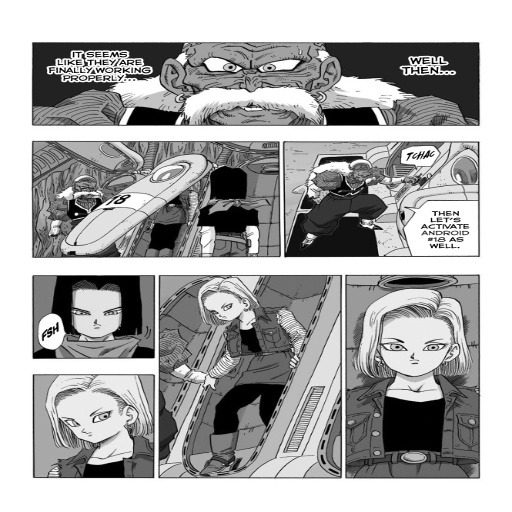 IT SEEMS
LIKE THEY ARE
FINALLY WORKING
PROPERLY...
WELL
THEN...
18
TCHAC
THEN
LET'S
ACTIVATE
ANDROID
#18 AS
WELL.
FSH